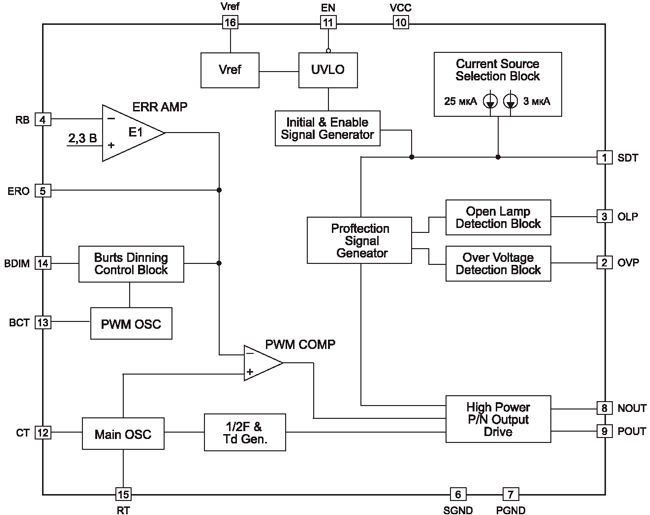 Vref
EN
VCC
16
11
10
Vref
UVLO
Current Source
Selection Block
25 мкА
3 мкА
ERR AMP
RB
4
−
E1
2,3 В
+
Initial & Enable
Signal Generator
1
SDT
ERO
5
Proftection
Signal
Geneator
Open Lamp
Detection Block
3
OLP
Over Voltage
Detection Block
2
OVP
BDIM
14
Burts Dinning
Control Block
BCT
13
PWM OSC
PWM COMP
−
+
CT
12
Main OSC
1/2F &
Td Gen.
High Power
P/N Output
Drive
8
NOUT
9
POUT
15
6
7
RT
SGND
PGND